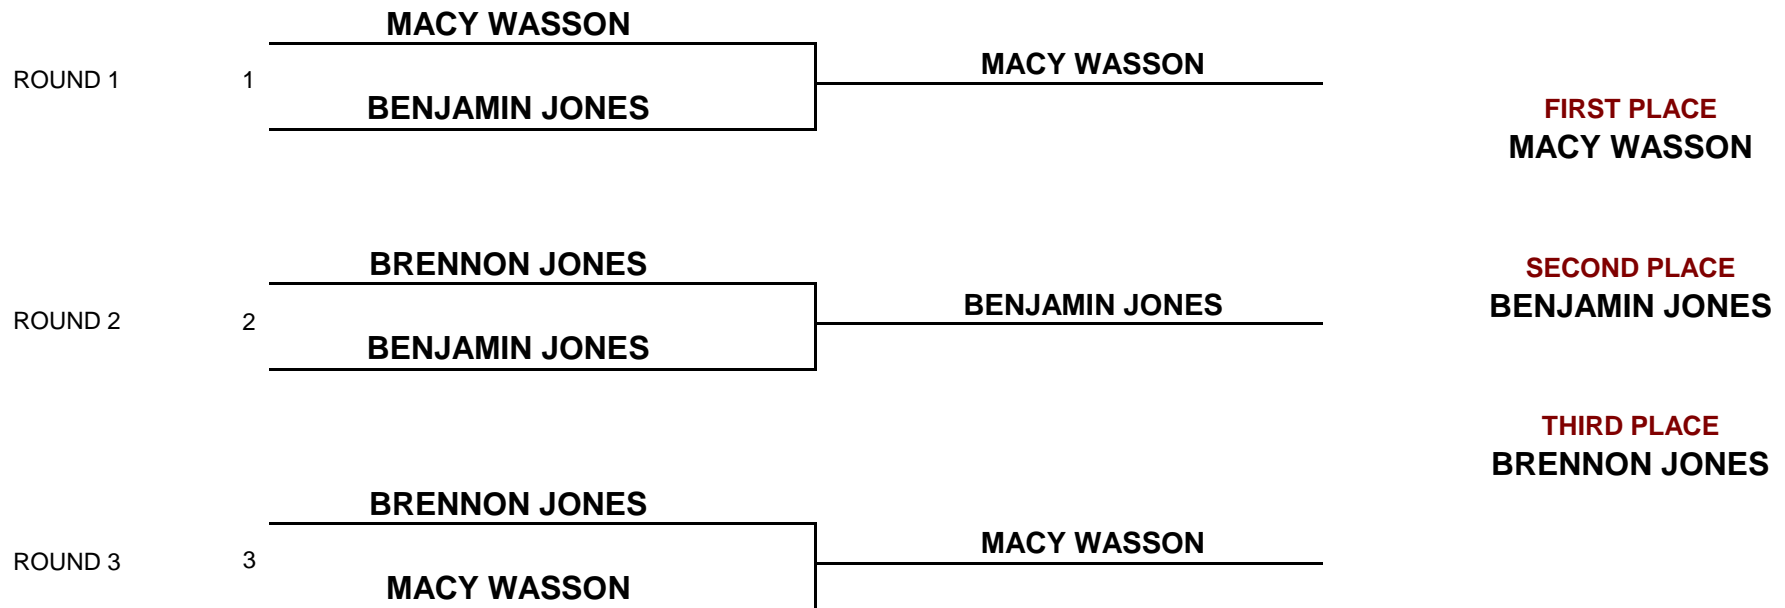 MACY WASSON
ROUND 1
1
MACY WASSON
BENJAMIN JONES
FIRST PLACE
MACY WASSON
BRENNON JONES
SECOND PLACE
ROUND 2
2
BENJAMIN JONES
BENJAMIN JONES
BENJAMIN JONES
THIRD PLACE
BRENNON JONES
BRENNON JONES
ROUND 3
3
MACY WASSON
MACY WASSON